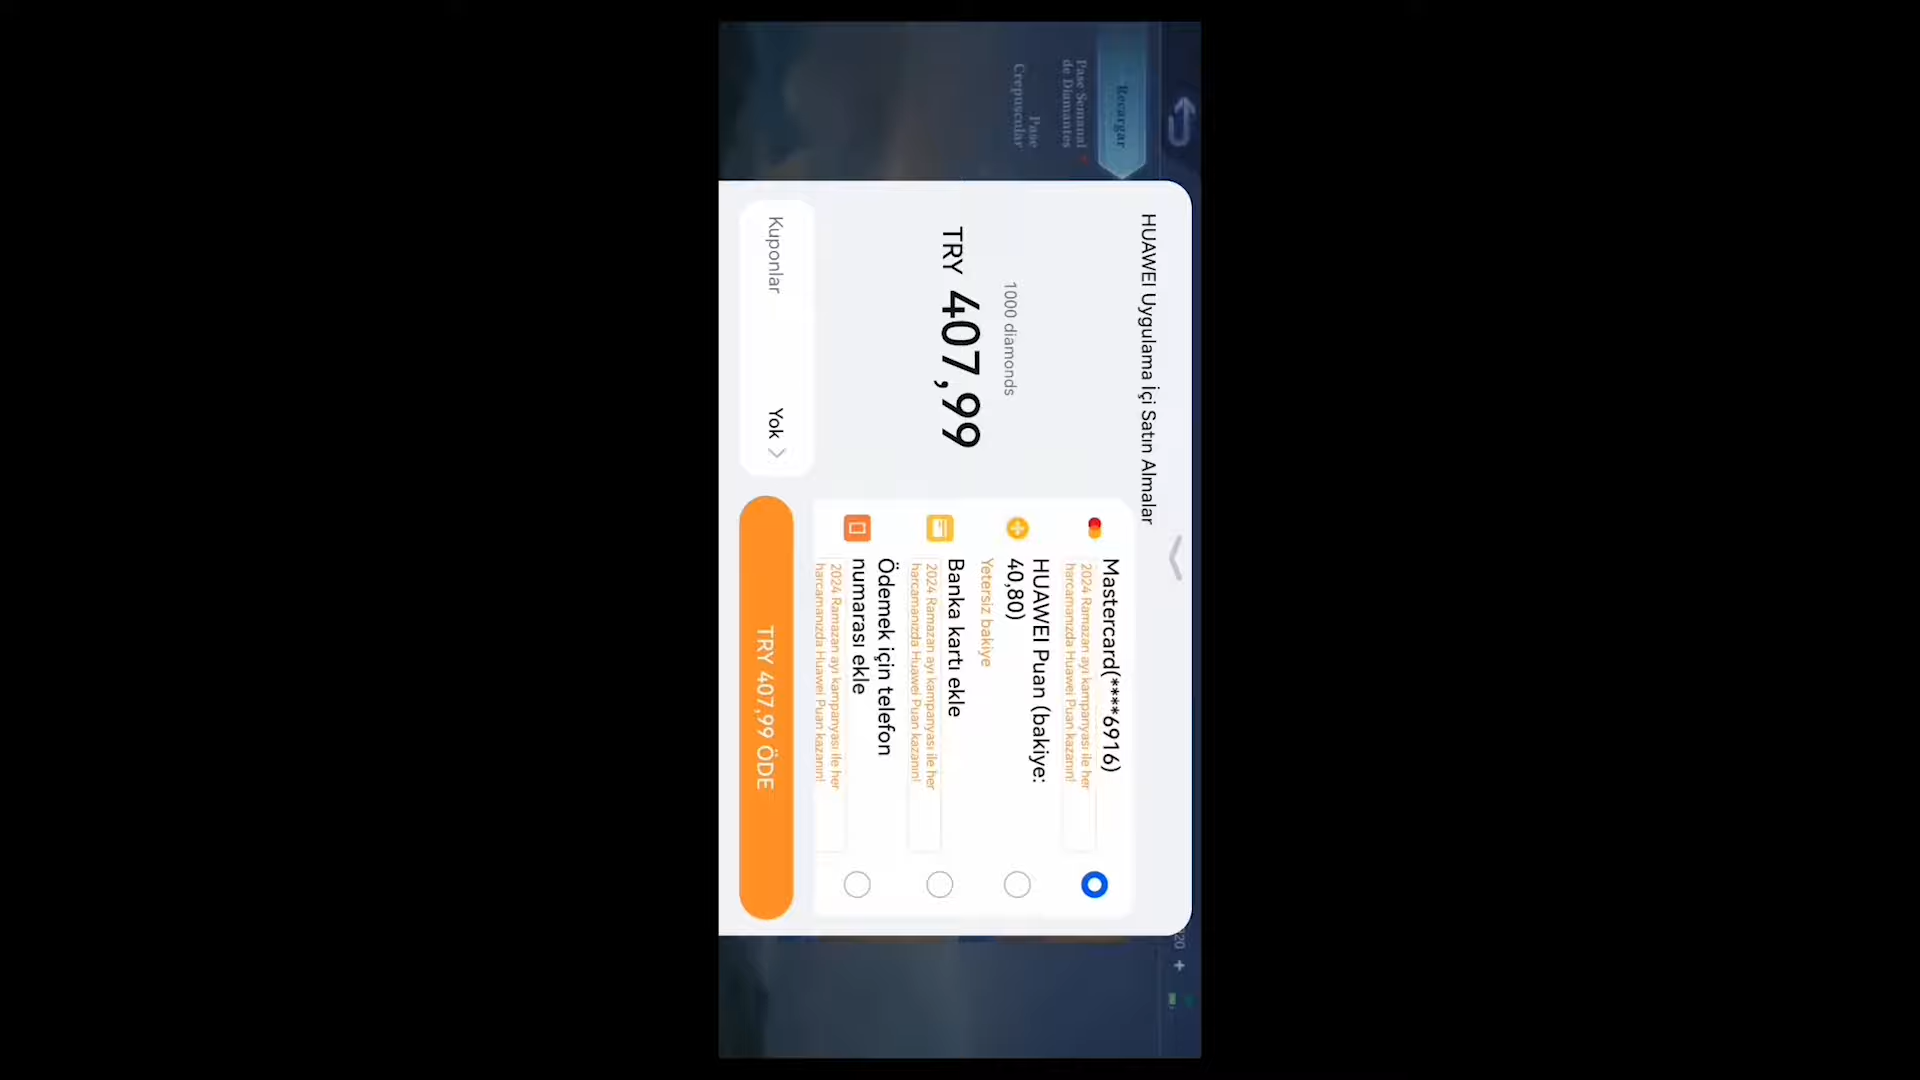 Recargar
Pase Semanal
de Diamantes
Pase
Crepuscular
20 +
HUAWEI Uygulama İçi Satın Almalar
1000 diamonds
TRY 407,99
Kuponlar
Yok >
Mastercard(****6916)
2024 Ramazan ayı kampanyası ile her
harcamanızda Huawei Puan kazanın!
HUAWEI Puan (bakiye:
40,80)
Yetersiz bakiye
Banka kartı ekle
2024 Ramazan ayı kampanyası ile her
harcamanızda Huawei Puan kazanın!
Ödemek için telefon
numarası ekle
2024 Ramazan ayı kampanyası ile her
harcamanızda Huawei Puan kazanın!
TRY 407,99 ÖDE